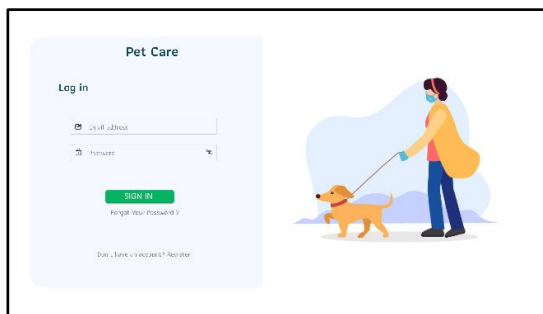 Pet Care
Log in
Email address
Password
SIGN IN
Forgot Your Password ?
Don't have an account? Register